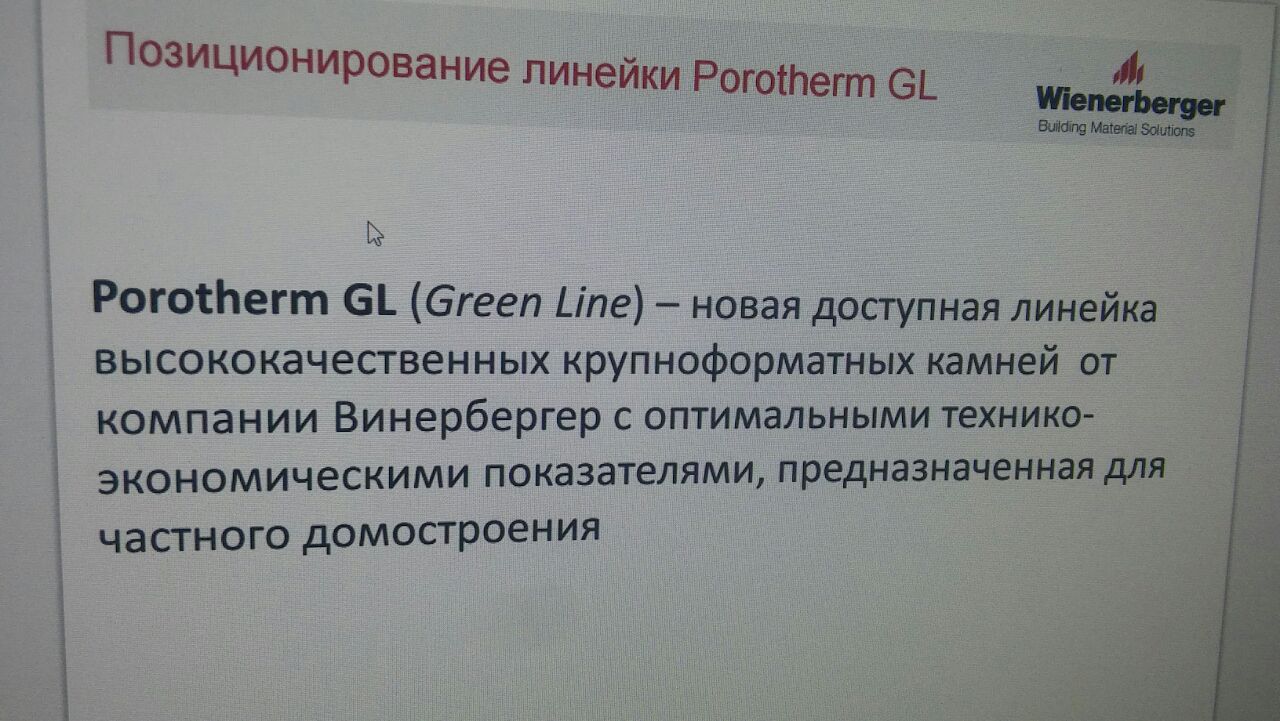 Позиционирование линейки Porotherm GL
Wienerberger
Building Material Solutions
Porotherm GL (Green Line) – новая доступная линейка
высококачественных крупноформатных камней от
компании Винербергер с оптимальными технико-
экономическими показателями, предназначенная для
частного домостроения